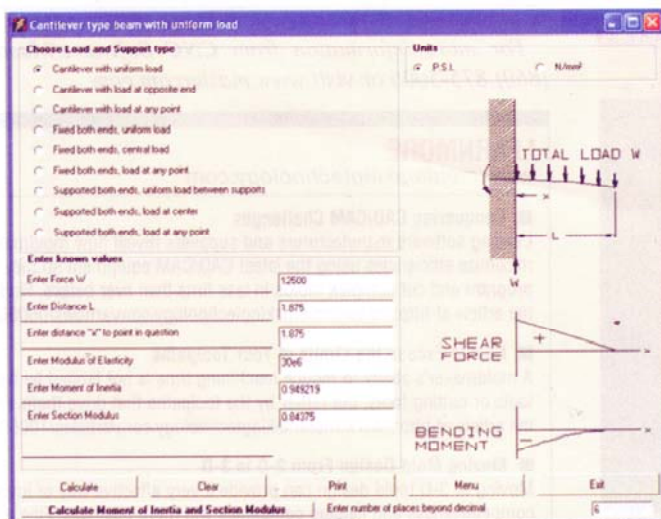 Cantilever type beam with uniform load
Choose Load and Support type
Cantilever with uniform load
Cantilever with load at opposite end
Cantilever with load at any point
Fixed both ends, uniform load
Fixed both ends, central load
Fixed both ends, load at any point
Supported both ends, uniform load between supports
Supported both ends, load at center
Supported both ends, load at any point
Units
P.S.I.
N/mm²
TOTAL LOAD W
x
L
W
SHEAR
FORCE
+
x
BENDING
MOMENT
−
x
Enter known values
Enter Force W 12500
Enter Distance L 1.875
Enter distance "x" to point in question 1.875
Enter Modulus of Elasticity 30e6
Enter Moment of Inertia 0.949219
Enter Section Modulus 0.84375
Calculate Clear Print Menu Exit
Calculate Moment of Inertia and Section Modulus Enter number of places beyond decimal 6